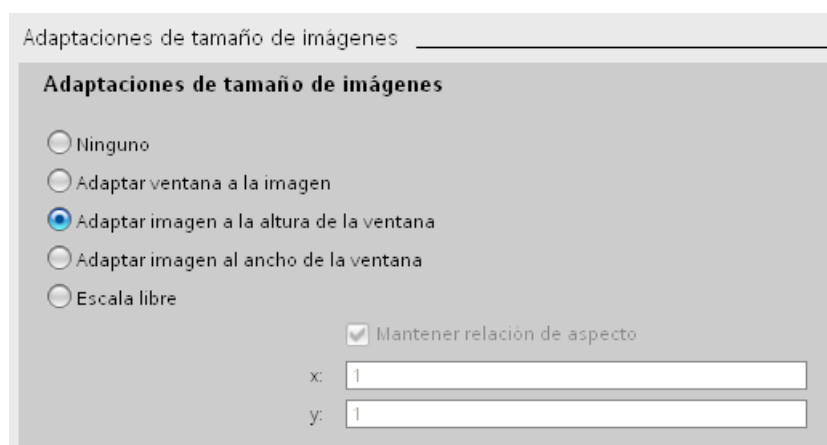 Adaptaciones de tamaño de imágenes
Adaptaciones de tamaño de imágenes
Ninguno
Adaptar ventana a la imagen
Adaptar imagen a la altura de la ventana
Adaptar imagen al ancho de la ventana
Escala libre
Mantener relación de aspecto
x: 1
y: 1